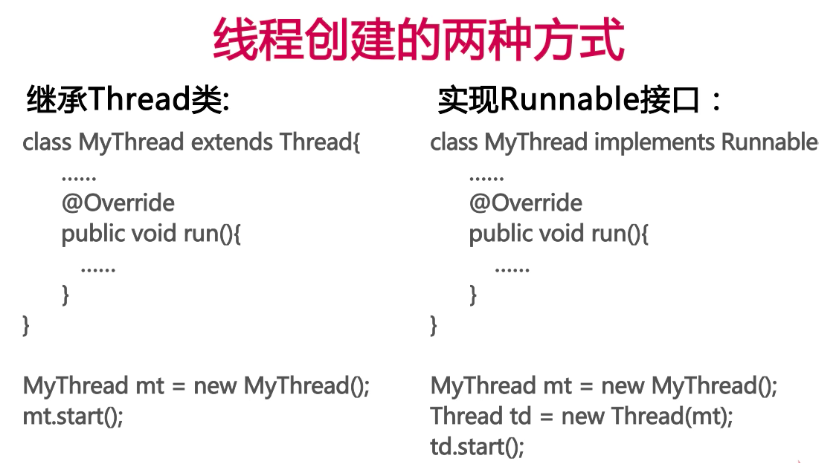 线程创建的两种方式
继承Thread类:
class MyThread extends Thread{
......
@Override
public void run(){
......
}
}
MyThread mt = new MyThread();
mt.start();
实现Runnable接口：
class MyThread implements Runnable
......
@Override
public void run(){
......
}
}
MyThread mt = new MyThread();
Thread td = new Thread(mt);
td.start();